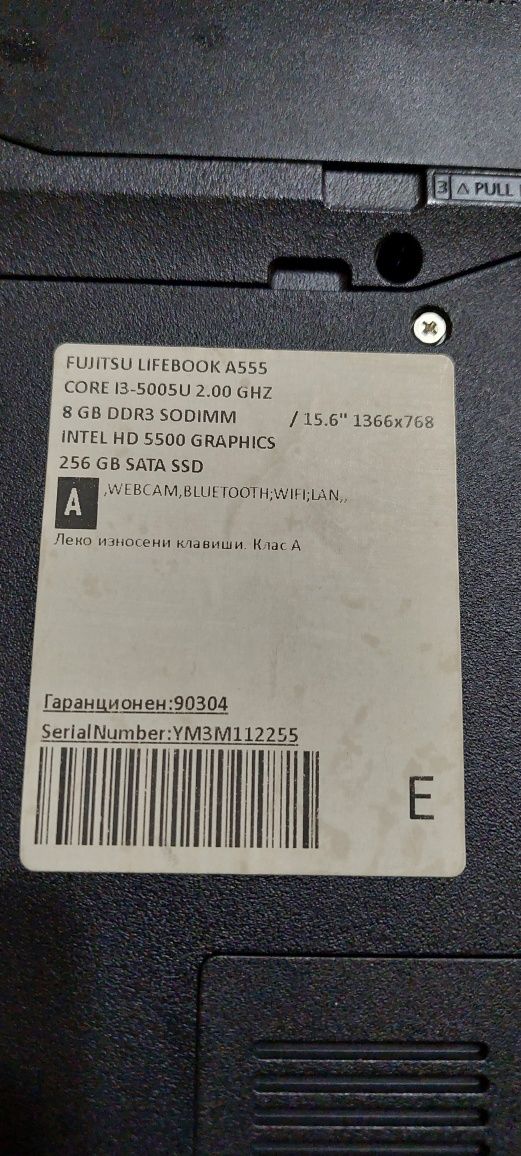 3 ⚠ PULL
FUJITSU LIFEBOOK A555
CORE I3-5005U 2.00 GHZ
8 GB DDR3 SODIMM / 15.6" 1366x768
INTEL HD 5500 GRAPHICS
256 GB SATA SSD
A ,WEBCAM,BLUETOOTH;WIFI;LAN,,
Леко износени клавиши. Клас А
Гаранционен:90304
SerialNumber:YM3M112255
E